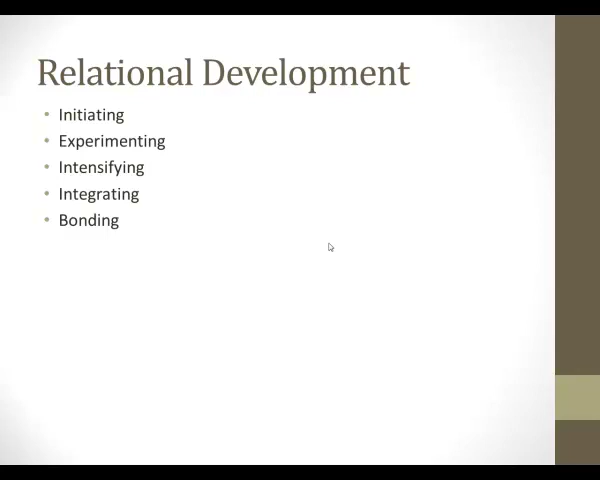 Relational Development
• Initiating
• Experimenting
• Intensifying
• Integrating
• Bonding